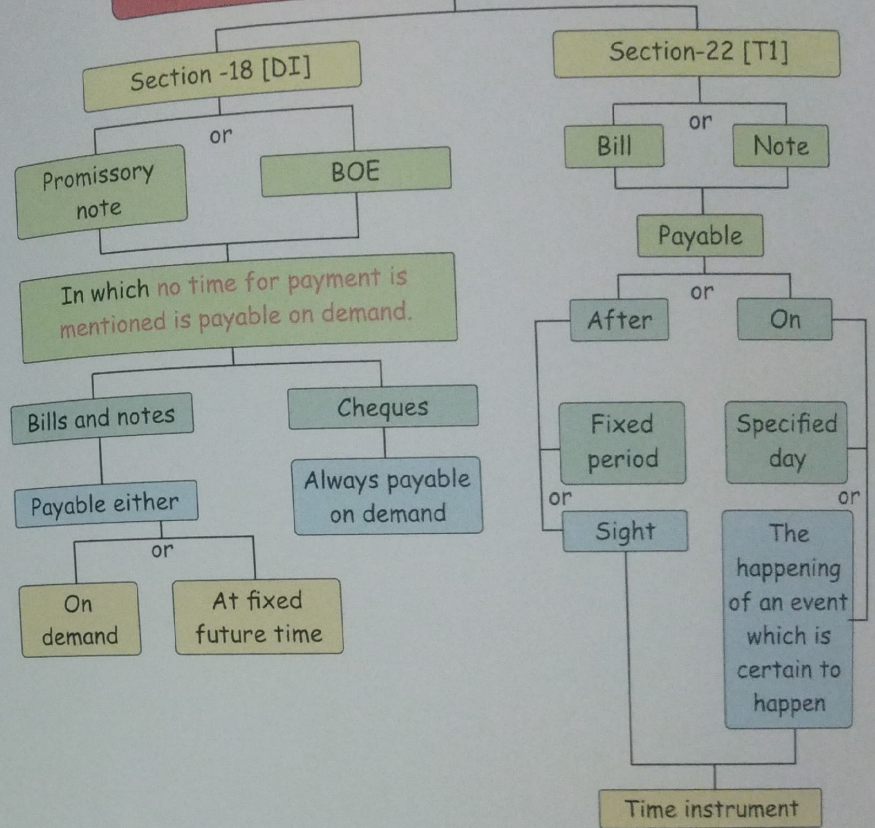 Section -18 [DI]
or
Promissory
note
BOE
In which no time for payment is
mentioned is payable on demand.
Bills and notes
Cheques
Payable either
Always payable
on demand
or
On
demand
At fixed
future time
Section-22 [T1]
or
Bill
Note
Payable
or
After
On
Fixed
period
Specified
day
or
or
Sight
The
happening
of an event
which is
certain to
happen
Time instrument